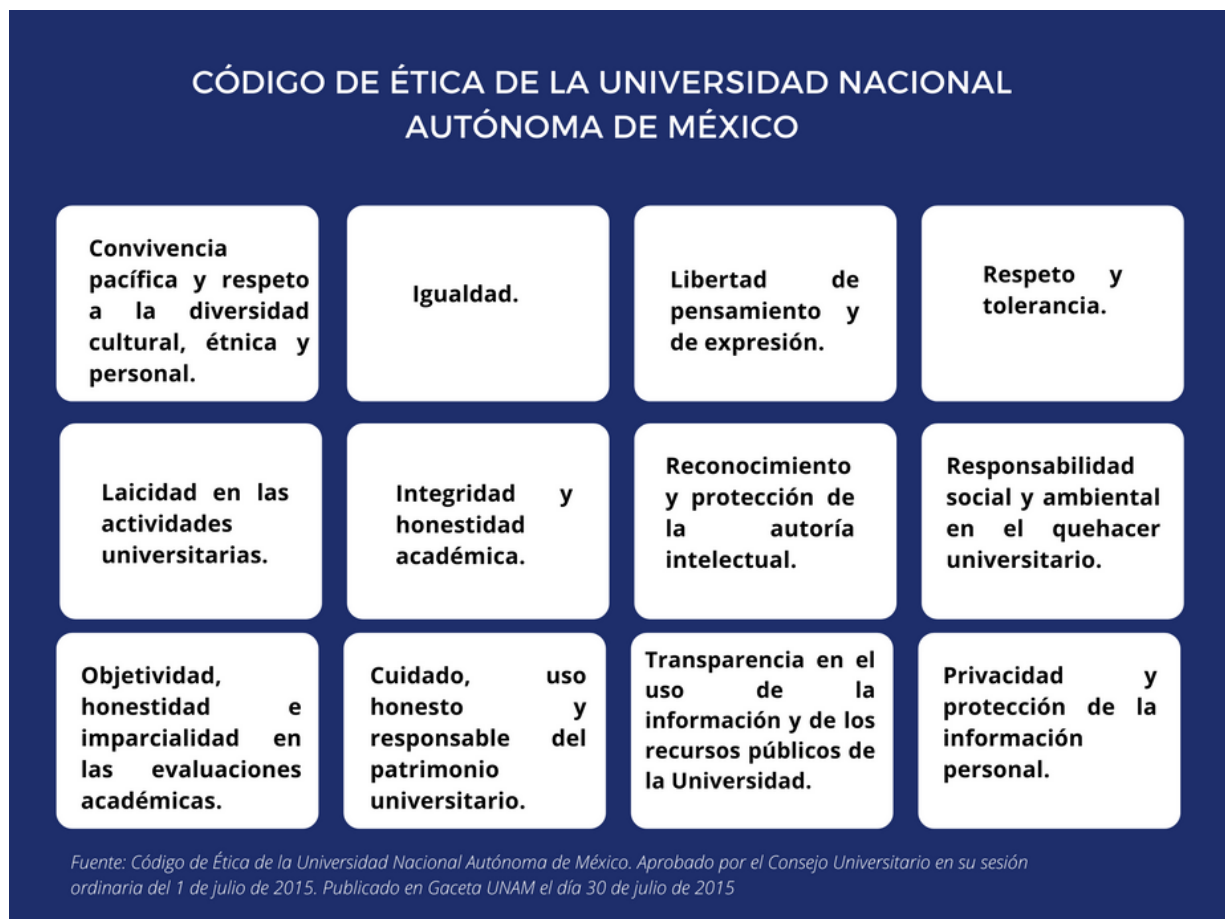 CÓDIGO DE ÉTICA DE LA UNIVERSIDAD NACIONAL
AUTÓNOMA DE MÉXICO
Convivencia
pacífica y respeto
a la diversidad
cultural, étnica y
personal.
Igualdad.
Libertad de
pensamiento y
de expresión.
Respeto y
tolerancia.
Laicidad en las
actividades
universitarias.
Integridad y
honestidad
académica.
Reconocimiento
y protección de
la autoría
intelectual.
Responsabilidad
social y ambiental
en el quehacer
universitario.
Objetividad,
honestidad e
imparcialidad en
las evaluaciones
académicas.
Cuidado, uso
honesto y
responsable del
patrimonio
universitario.
Transparencia en el
uso de la
información y de los
recursos públicos de
la Universidad.
Privacidad y
protección de la
información
personal.
Fuente: Código de Ética de la Universidad Nacional Autónoma de México. Aprobado por el Consejo Universitario en su sesión
ordinaria del 1 de julio de 2015. Publicado en Gaceta UNAM el día 30 de julio de 2015